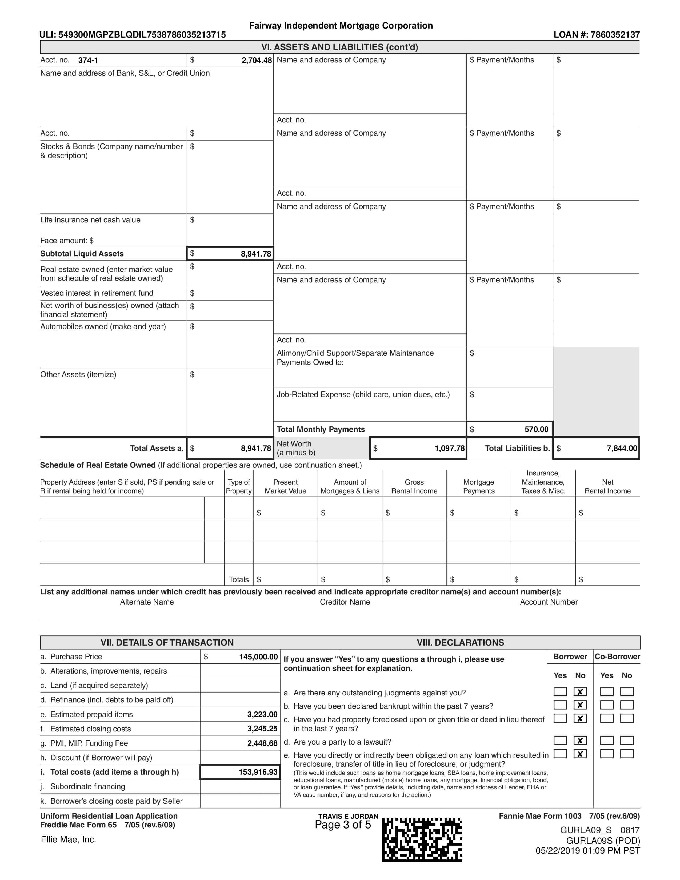 Fairway Independent Mortgage Corporation
ULI: 549300MGPZBLQDIL7538786035213715 LOAN #: 7860352137
VI. ASSETS AND LIABILITIES (cont'd)
Acct. no. 374-1 $ 2,704.48 Name and address of Company $ Payment/Months $
Name and address of Bank, S&L, or Credit Union
Acct. no.
Acct. no. $ Name and address of Company $ Payment/Months $
Stocks & Bonds (Company name/number $
& description)
Acct. no.
Name and address of Company $ Payment/Months $
Life insurance net cash value $
Face amount: $
Subtotal Liquid Assets $ 8,941.78
Real estate owned (enter market value $ Acct. no.
from schedule of real estate owned) Name and address of Company $ Payment/Months $
Vested interest in retirement fund $
Net worth of business(es) owned (attach $
financial statement)
Automobiles owned (make and year) $
Acct. no.
Alimony/Child Support/Separate Maintenance $
Payments Owed to:
Other Assets (itemize) $
Job-Related Expense (child care, union dues, etc.) $
Total Monthly Payments $ 570.00
Total Assets a. $ 8,941.78 Net Worth (a minus b) $ 1,097.78 Total Liabilities b. $ 7,844.00
Schedule of Real Estate Owned (If additional properties are owned, use continuation sheet.)
Property Address (enter S if sold, PS if pending sale or R if rental being held for income) Type of Property Present Market Value Amount of Mortgages & Liens Gross Rental Income Mortgage Payments Insurance, Maintenance, Taxes & Misc. Net Rental Income
$ $ $ $ $ $
Totals $ $ $ $ $ $
List any additional names under which credit has previously been received and indicate appropriate creditor name(s) and account number(s):
Alternate Name Creditor Name Account Number
VII. DETAILS OF TRANSACTION
a. Purchase Price $ 145,000.00
b. Alterations, improvements, repairs
c. Land (if acquired separately)
d. Refinance (incl. debts to be paid off)
e. Estimated prepaid items 3,223.00
f. Estimated closing costs 3,245.25
g. PMI, MIP, Funding Fee 2,448.68
h. Discount (if Borrower will pay)
i. Total costs (add items a through h) 153,916.93
j. Subordinate financing
k. Borrower's closing costs paid by Seller
VIII. DECLARATIONS
If you answer "Yes" to any questions a through i, please use Borrower Co-Borrower
continuation sheet for explanation.
Yes No Yes No
a. Are there any outstanding judgments against you? X
b. Have you been declared bankrupt within the past 7 years? X
c. Have you had property foreclosed upon or given title or deed in lieu thereof X
in the last 7 years?
d. Are you a party to a lawsuit? X
e. Have you directly or indirectly been obligated on any loan which resulted in X
foreclosure, transfer of title in lieu of foreclosure, or judgment?
(This would include such loans as home mortgage loans, SBA loans, home improvement loans,
educational loans, manufactured (mobile) home loans, any mortgage, financial obligation, bond,
or loan guarantee. If "Yes" provide details, including date, name and address of Lender, FHA or
VA case number, if any, and reasons for the action.)
Uniform Residential Loan Application TRAVIS E JORDAN Fannie Mae Form 1003 7/05 (rev.6/09)
Freddie Mac Form 65 7/05 (rev.6/09) Page 3 of 5
GURLA09_S 0817
Ellie Mae, Inc. GURLA09S (POD)
05/22/2019 01:09 PM PST